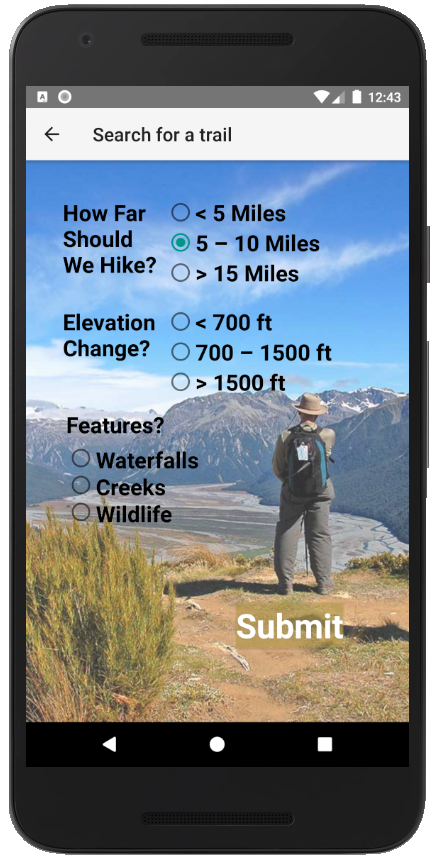 12:43
Search for a trail
How Far
Should
We Hike?
< 5 Miles
5 – 10 Miles
> 15 Miles
Elevation
Change?
< 700 ft
700 – 1500 ft
> 1500 ft
Features?
Waterfalls
Creeks
Wildlife
Submit